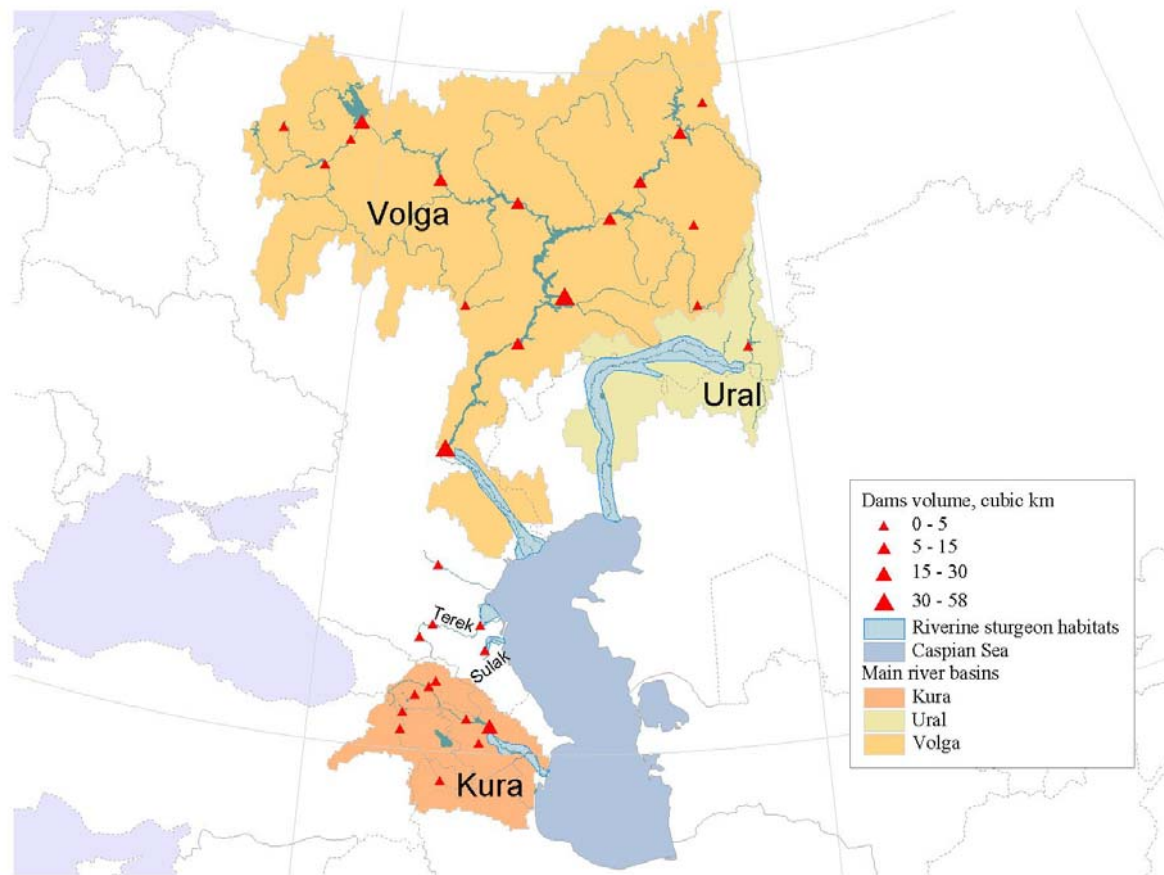 Volga
Ural
Terek
Sulak
Kura
Dams volume, cubic km
0 - 5
5 - 15
15 - 30
30 - 58
Riverine sturgeon habitats
Caspian Sea
Main river basins
Kura
Ural
Volga